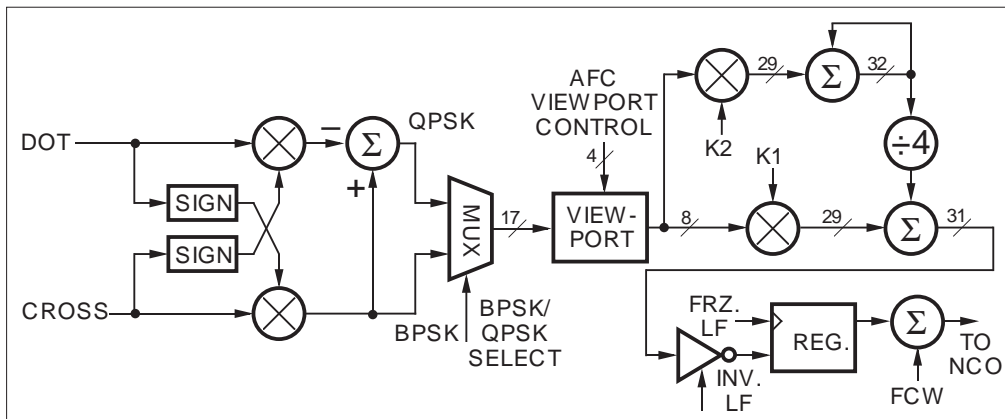 DOT
CROSS
SIGN
SIGN
−
+
Σ
QPSK
BPSK
MUX
BPSK/
QPSK
SELECT
17
AFC
VIEWPORT
CONTROL
4
VIEW-
PORT
8
K2
29
Σ
32
÷4
K1
29
Σ
31
FRZ.
LF
INV.
LF
REG.
Σ
FCW
TO
NCO